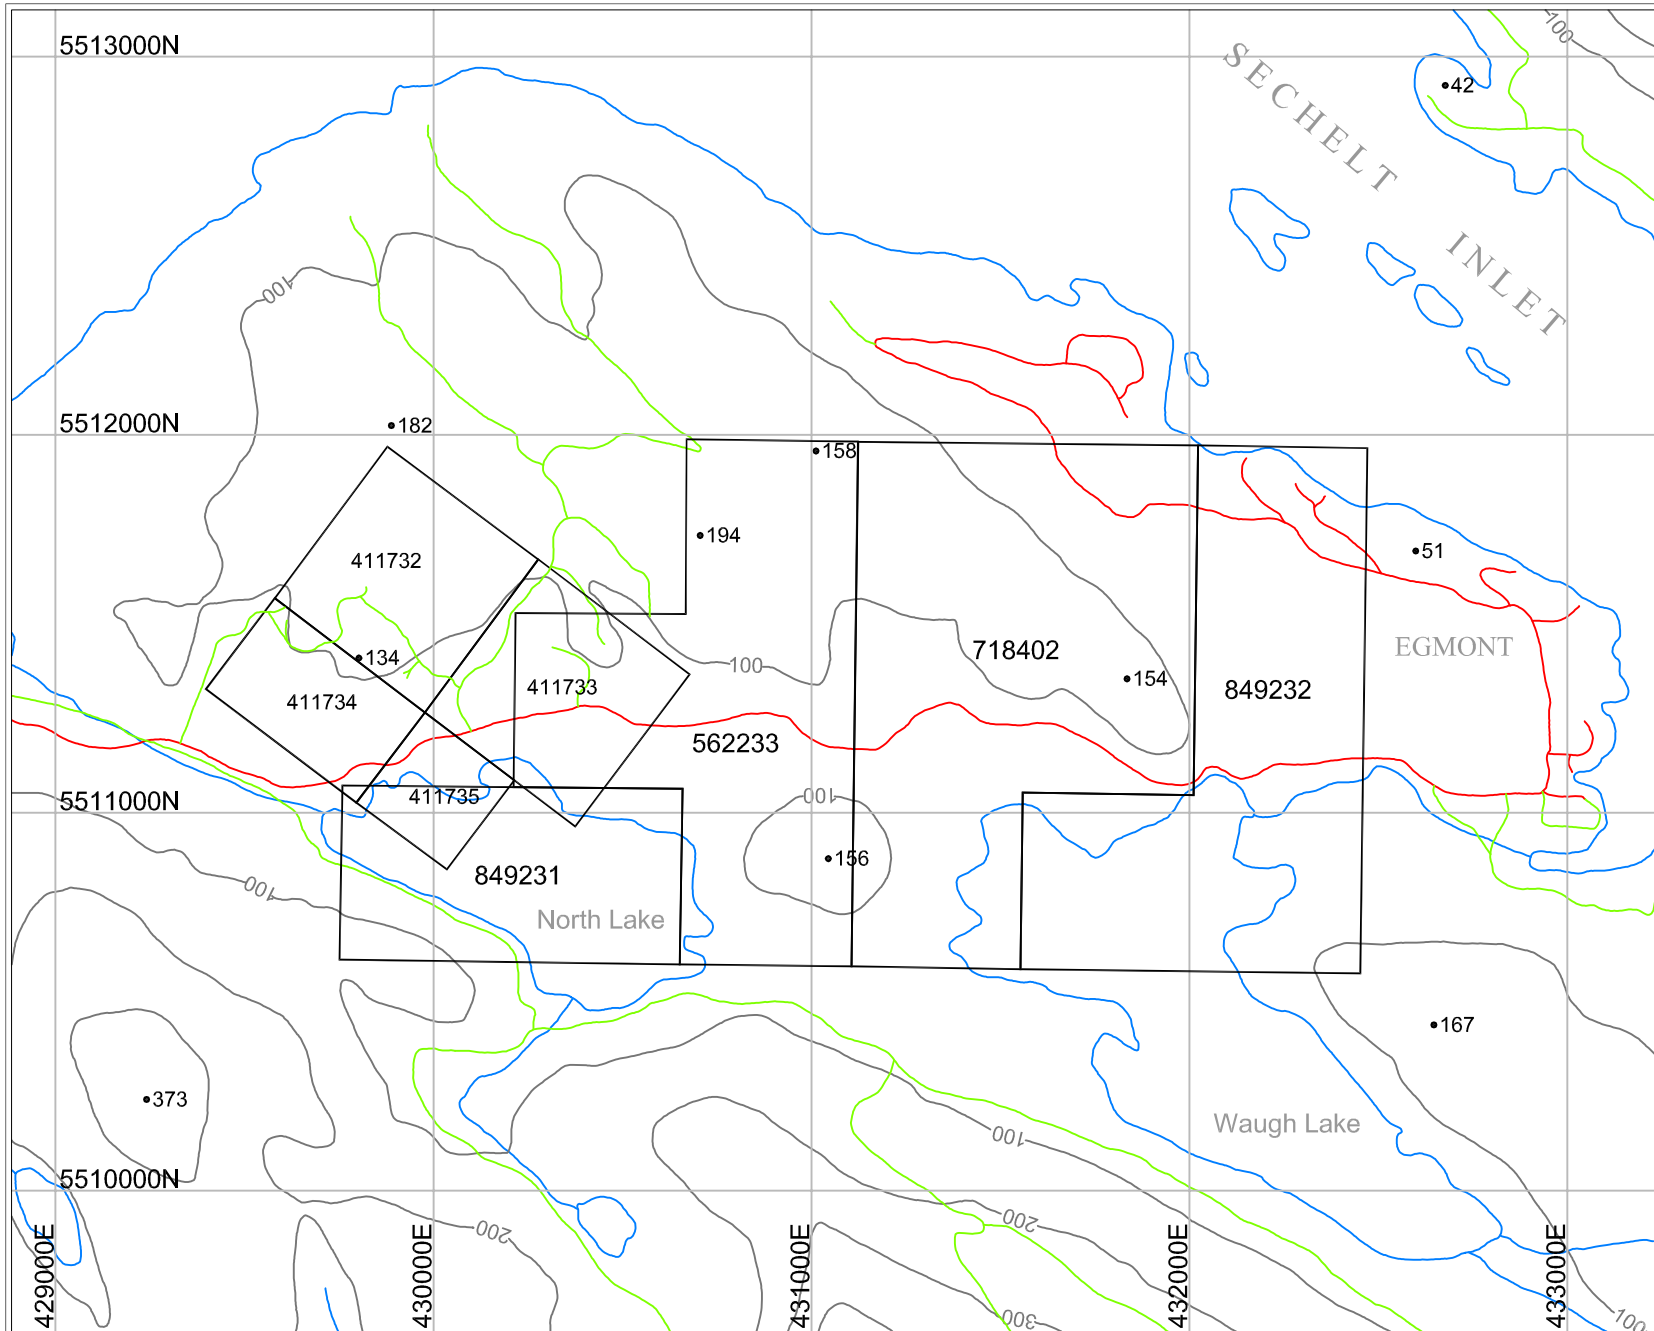 5513000N
100
SECHELT
42
INLET
100
5512000N
182
158
194
51
411732
718402
EGMONT
134
100
411733
849232
154
411734
562233
5511000N
411735
100
156
849231
100
North Lake
167
373
Waugh Lake
100
5510000N
200
200
300
100
429000E
430000E
431000E
432000E
433000E